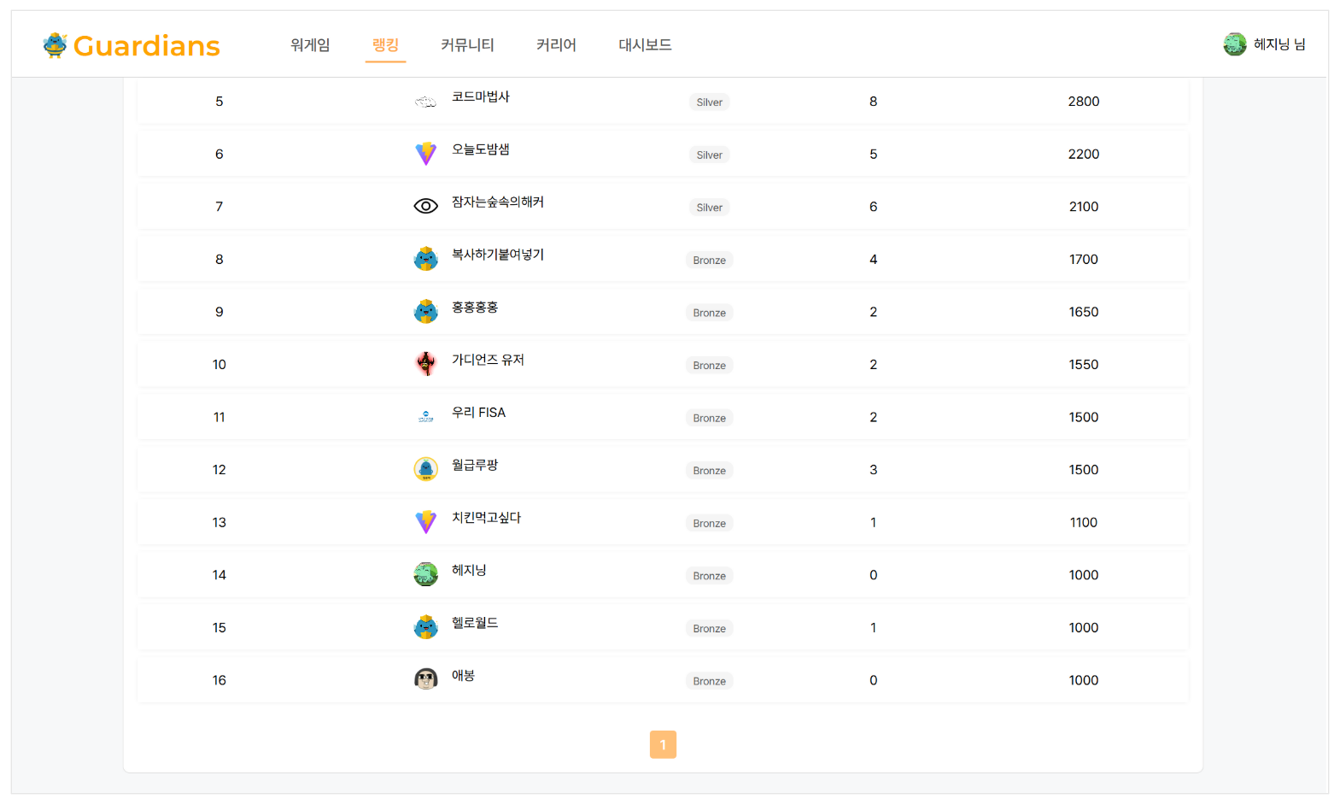 Guardians 워게임 랭킹 커뮤니티 커리어 대시보드 헤지닝 님
5 코드마법사 Silver 8 2800
6 오늘도밤샘 Silver 5 2200
7 잠자는숲속의해커 Silver 6 2100
8 복사하기붙여넣기 Bronze 4 1700
9 홍홍홍홍 Bronze 2 1650
10 가디언즈 유저 Bronze 2 1550
11 우리 FISA Bronze 2 1500
12 월급루팡 Bronze 3 1500
13 치킨먹고싶다 Bronze 1 1100
14 헤지닝 Bronze 0 1000
15 헬로월드 Bronze 1 1000
16 애봉 Bronze 0 1000
1